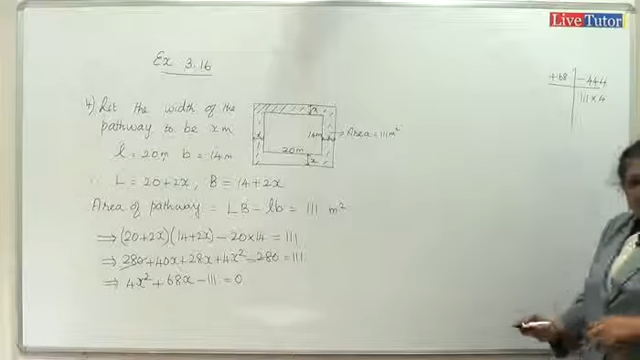 Live Tutor
Ex 3.16
+68 | -444
111 x 4
4) Let the width of the
pathway to be x m
l = 20m b = 14m
x
x
x
x
14m
20m
→ Area = 111m²
∴ L = 20+2x, B = 14+2x
Area of pathway = LB - lb = 111 m²
⟹ (20+2x)(14+2x) - 20×14 = 111
⟹ 280+40x+28x+4x²-280 = 111
⟹ 4x²+68x-111 = 0